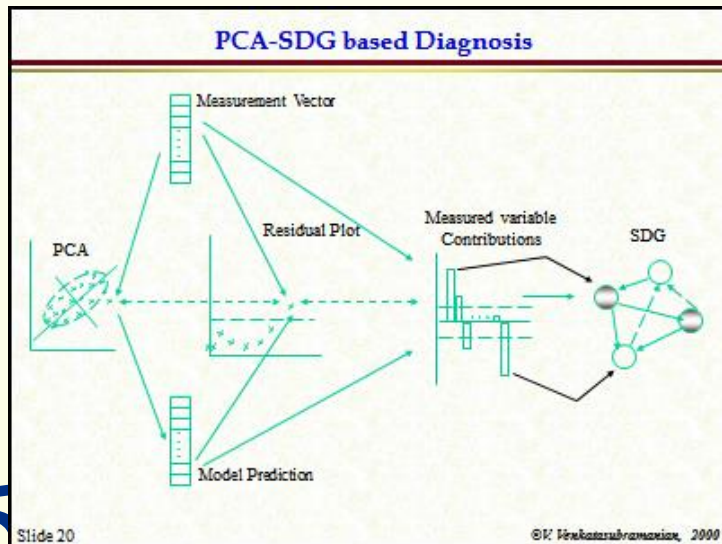 PCA-SDG based Diagnosis
Measurement Vector
PCA
Residual Plot
Measured variable
Contributions
SDG
Model Prediction
Slide 20
©V. Venkatasubramanian, 2000